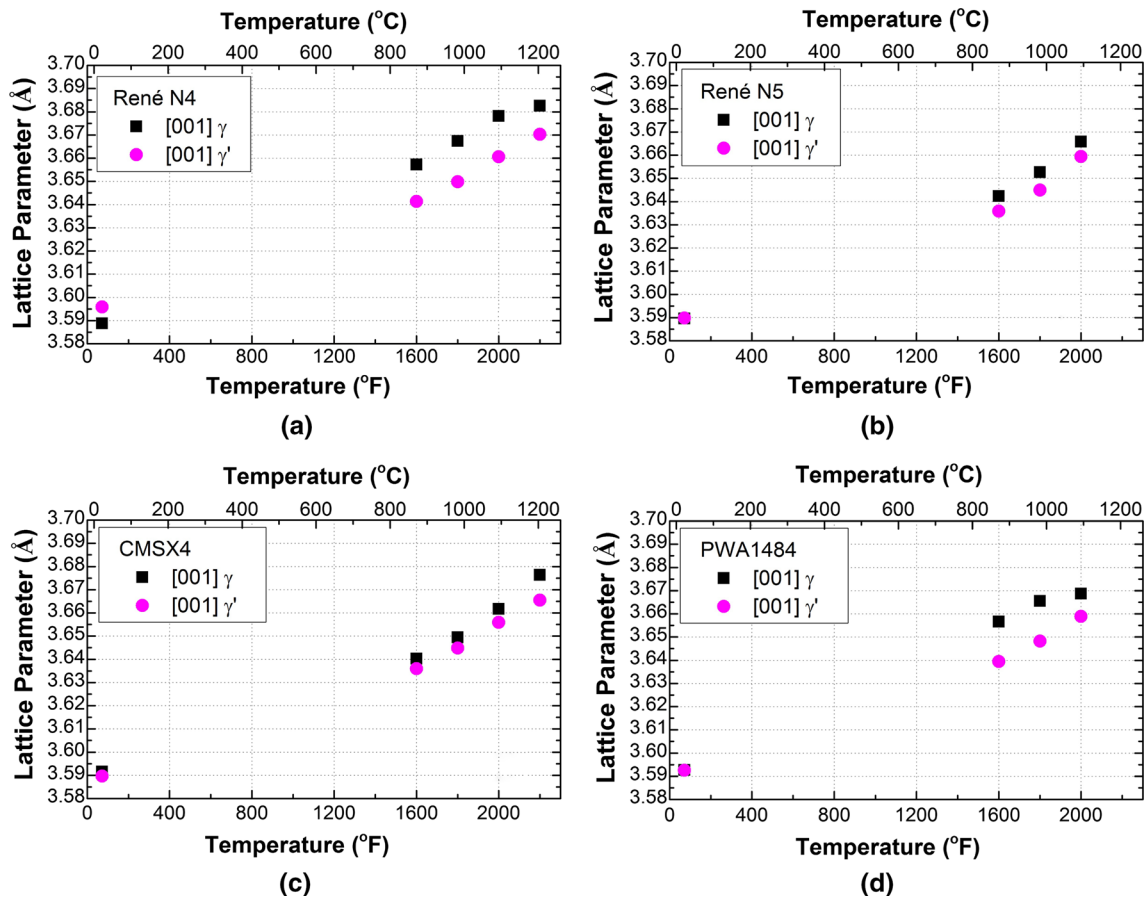 Temperature (°C)
0 200 400 600 800 1000 1200
3.70
3.69
3.68
3.67
3.66
3.65
3.64
3.63
3.62
3.61
3.60
3.59
3.58
Lattice Parameter (Å)
René N4
[001] γ
[001] γ'
0 400 800 1200 1600 2000
Temperature (°F)
(a)
Temperature (°C)
0 200 400 600 800 1000 1200
3.70
3.69
3.68
3.67
3.66
3.65
3.64
3.63
3.62
3.61
3.60
3.59
3.58
Lattice Parameter (Å)
René N5
[001] γ
[001] γ'
0 400 800 1200 1600 2000
Temperature (°F)
(b)
Temperature (°C)
0 200 400 600 800 1000 1200
3.70
3.69
3.68
3.67
3.66
3.65
3.64
3.63
3.62
3.61
3.60
3.59
3.58
Lattice Parameter (Å)
CMSX4
[001] γ
[001] γ'
0 400 800 1200 1600 2000
Temperature (°F)
(c)
Temperature (°C)
0 200 400 600 800 1000 1200
3.70
3.69
3.68
3.67
3.66
3.65
3.64
3.63
3.62
3.61
3.60
3.59
3.58
Lattice Parameter (Å)
PWA1484
[001] γ
[001] γ'
0 400 800 1200 1600 2000
Temperature (°F)
(d)